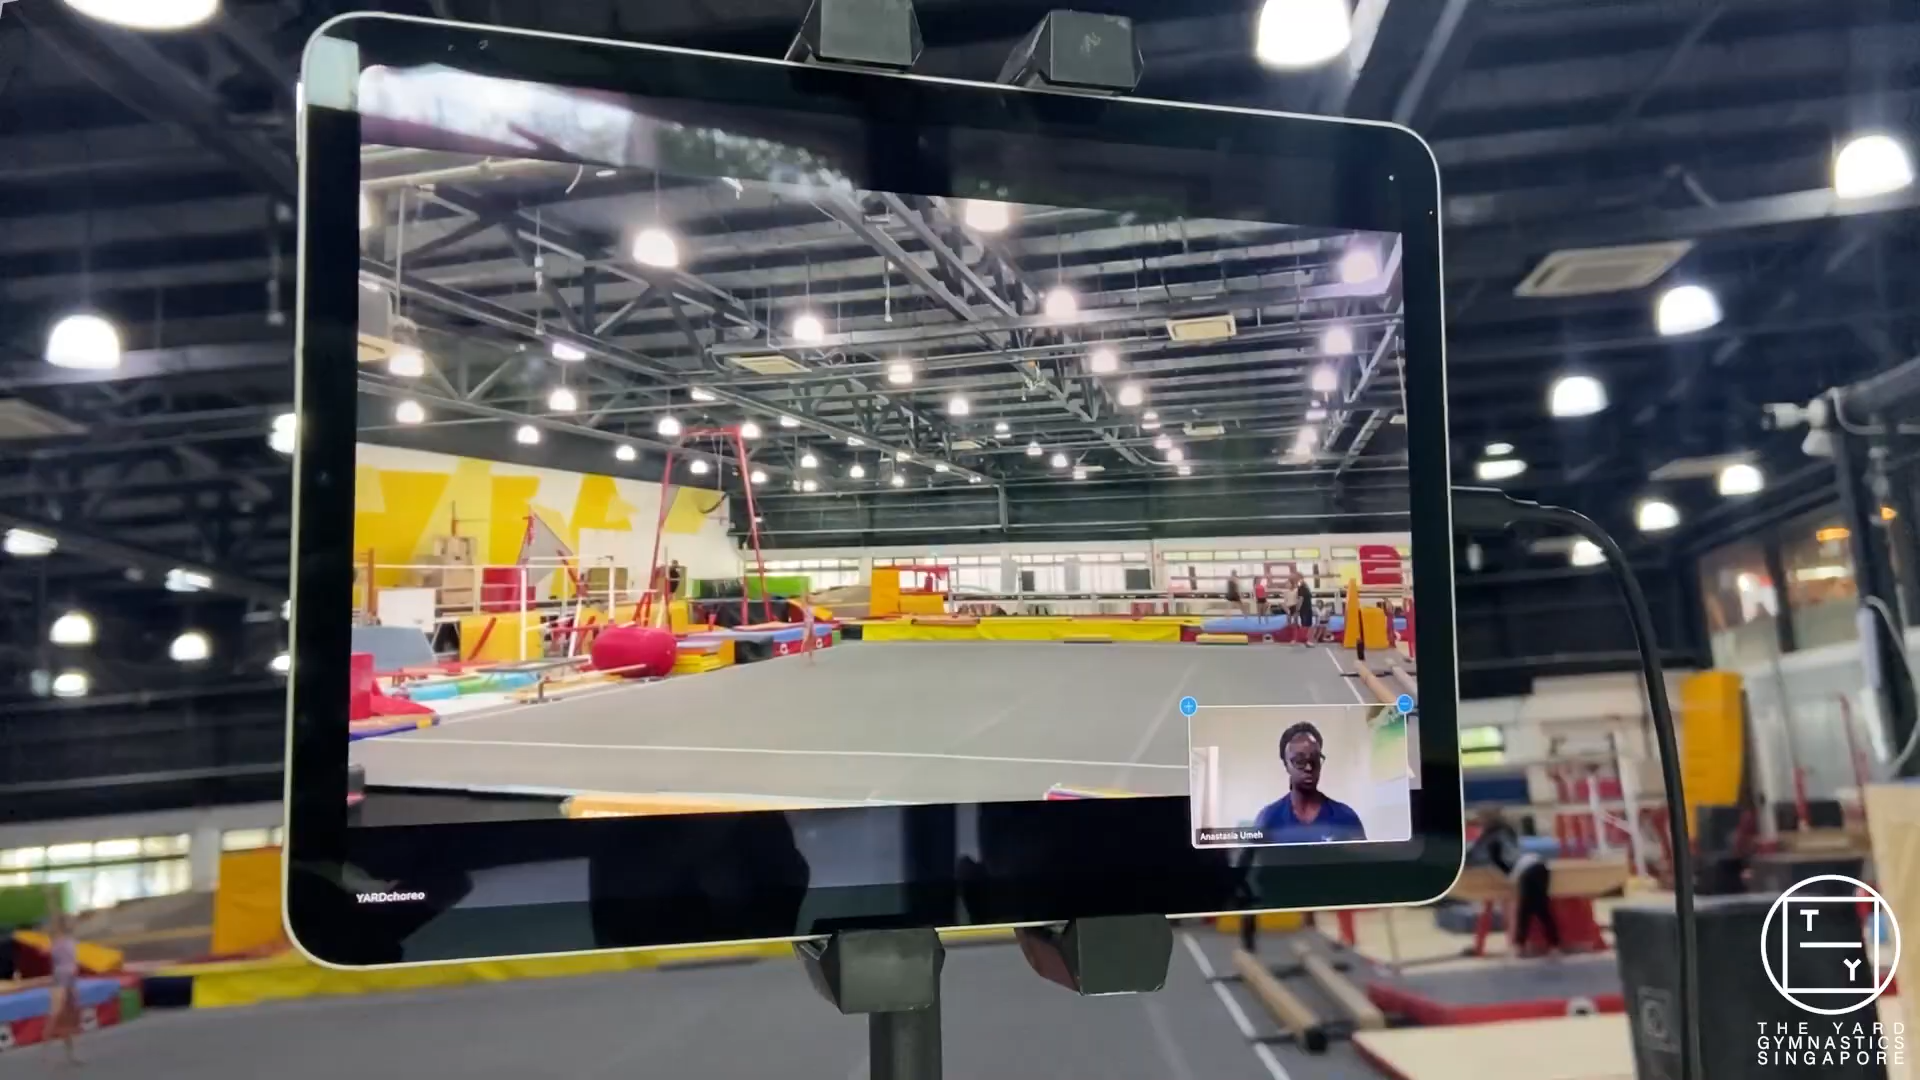 Anastasia Umeh
YARDchoreo
T
Y
THE YARD
GYMNASTICS
SINGAPORE